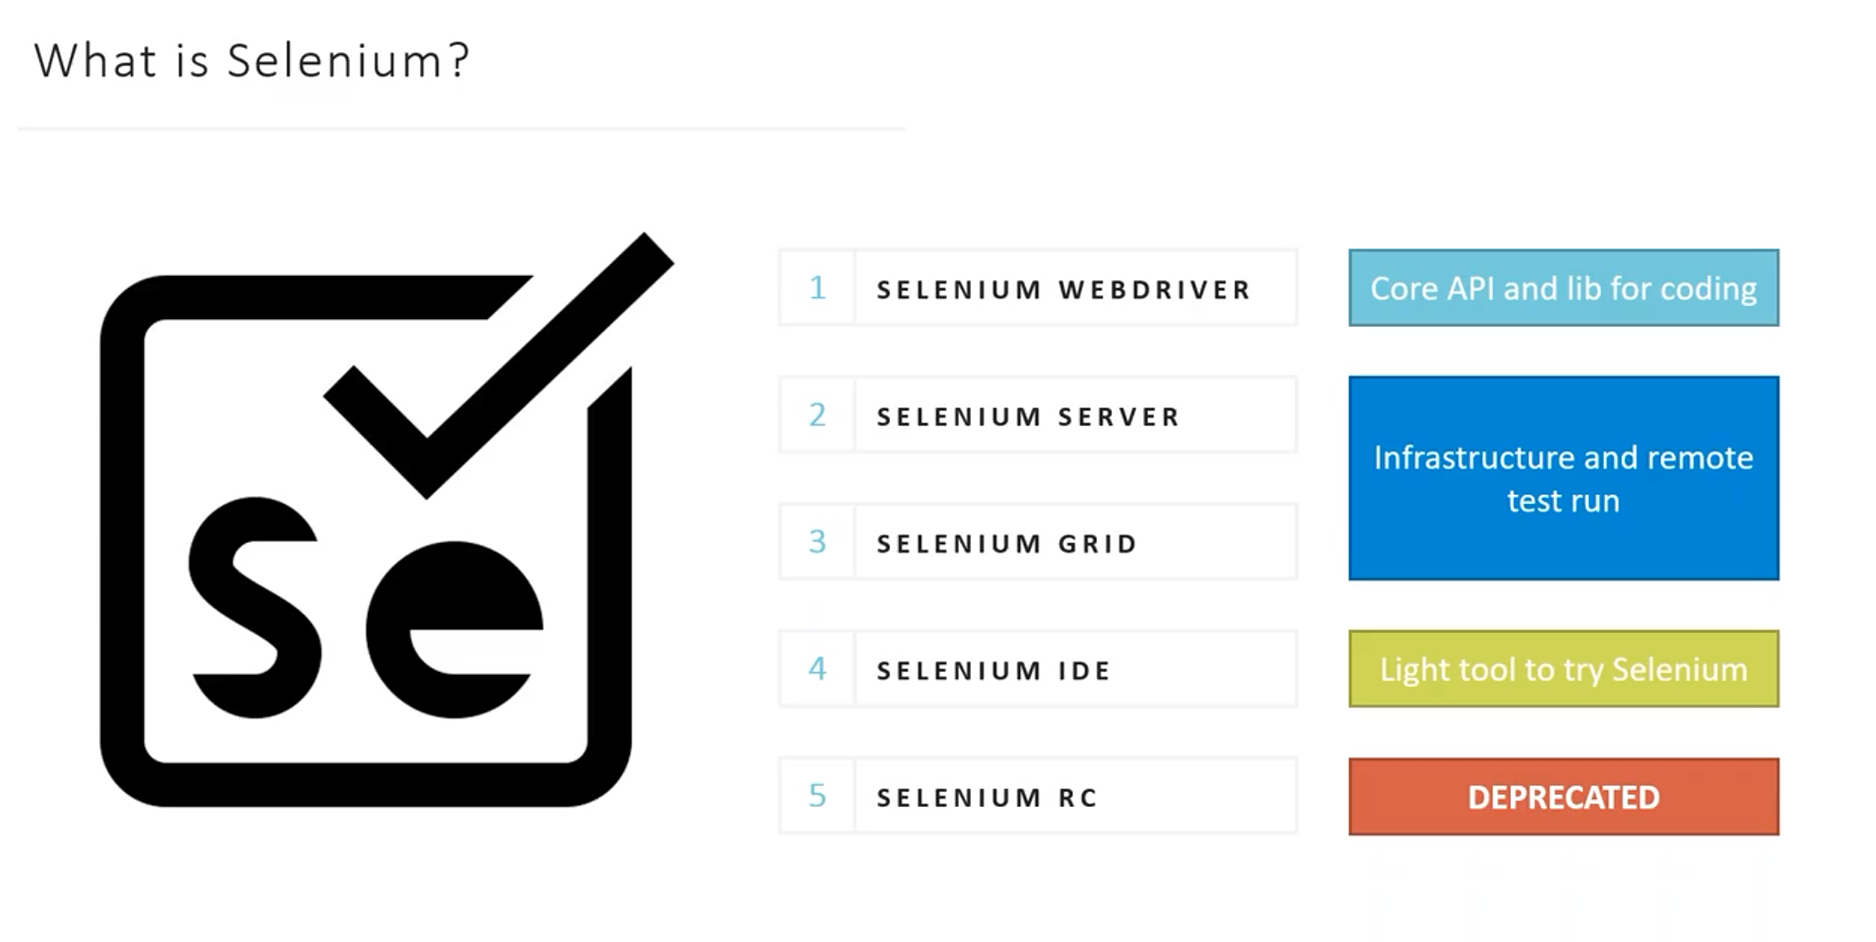 What is Selenium?
Se
1 SELENIUM WEBDRIVER Core API and lib for coding
2 SELENIUM SERVER
Infrastructure and remote
test run
3 SELENIUM GRID
4 SELENIUM IDE Light tool to try Selenium
5 SELENIUM RC DEPRECATED